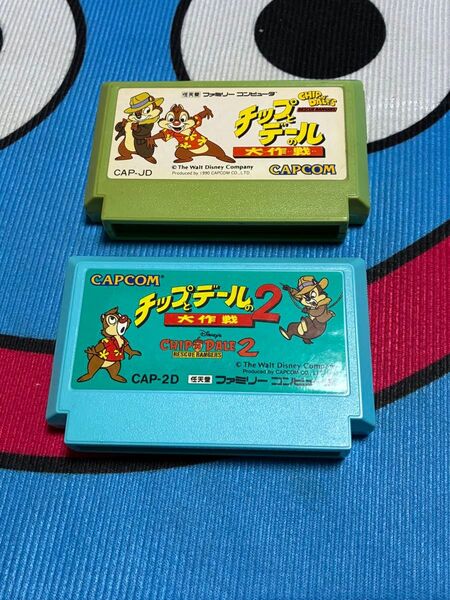 任天堂 ファミリーコンピュータ
CHIP'N DALE'S
RESCUE RANGERS
チップと
デールの
大作戦
© The Walt Disney Company
Produced by 1990 CAPCOM CO., LTD
CAP-JD
CAPCOM
CAPCOM
チップとデールの2
大作戦
Disney's
CHIP'N DALE 2
RESCUE RANGERS
© The Walt Disney Company
Produced by CAPCOM CO., LTD
CAP-2D
任天堂 ファミリーコンピュータ